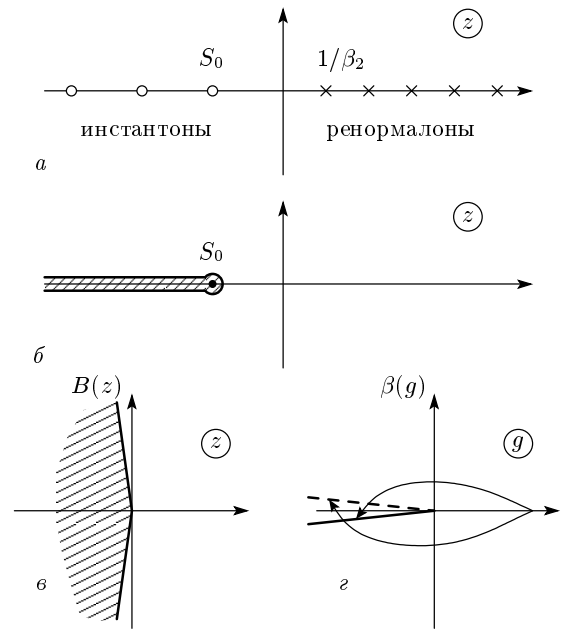 z
S₀ 1/β₂
инстантоны ренормалоны
а
z
S₀
б
B(z) β(g)
z g
в г